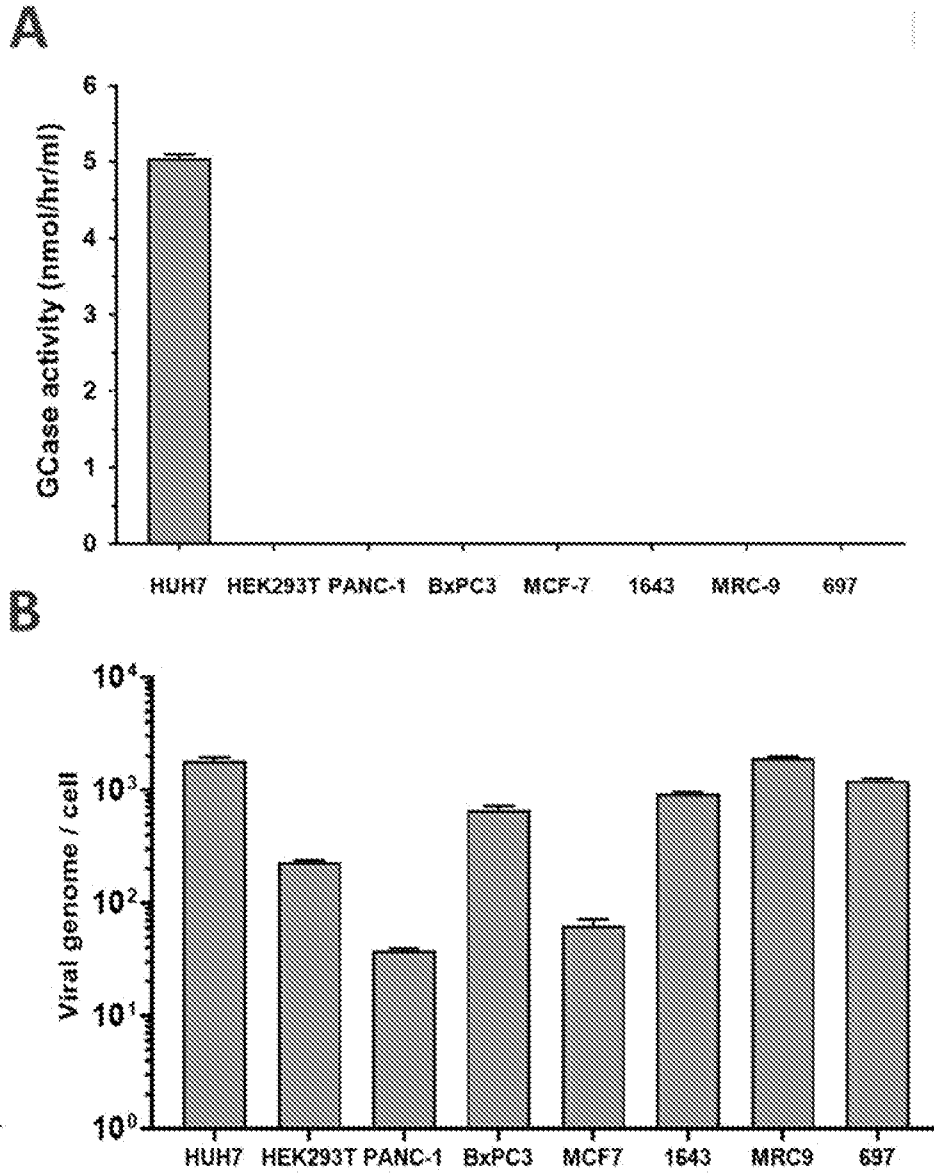 A
GCase activity (nmol/hr/ml)
6
5
4
3
2
1
0
HUH7 HEK293T PANC-1 BxPC3 MCF-7 1643 MRC-9 697
B
Viral genome / cell
10⁴
10³
10²
10¹
10⁰
HUH7 HEK293T PANC-1 BxPC3 MCF7 1643 MRC9 697